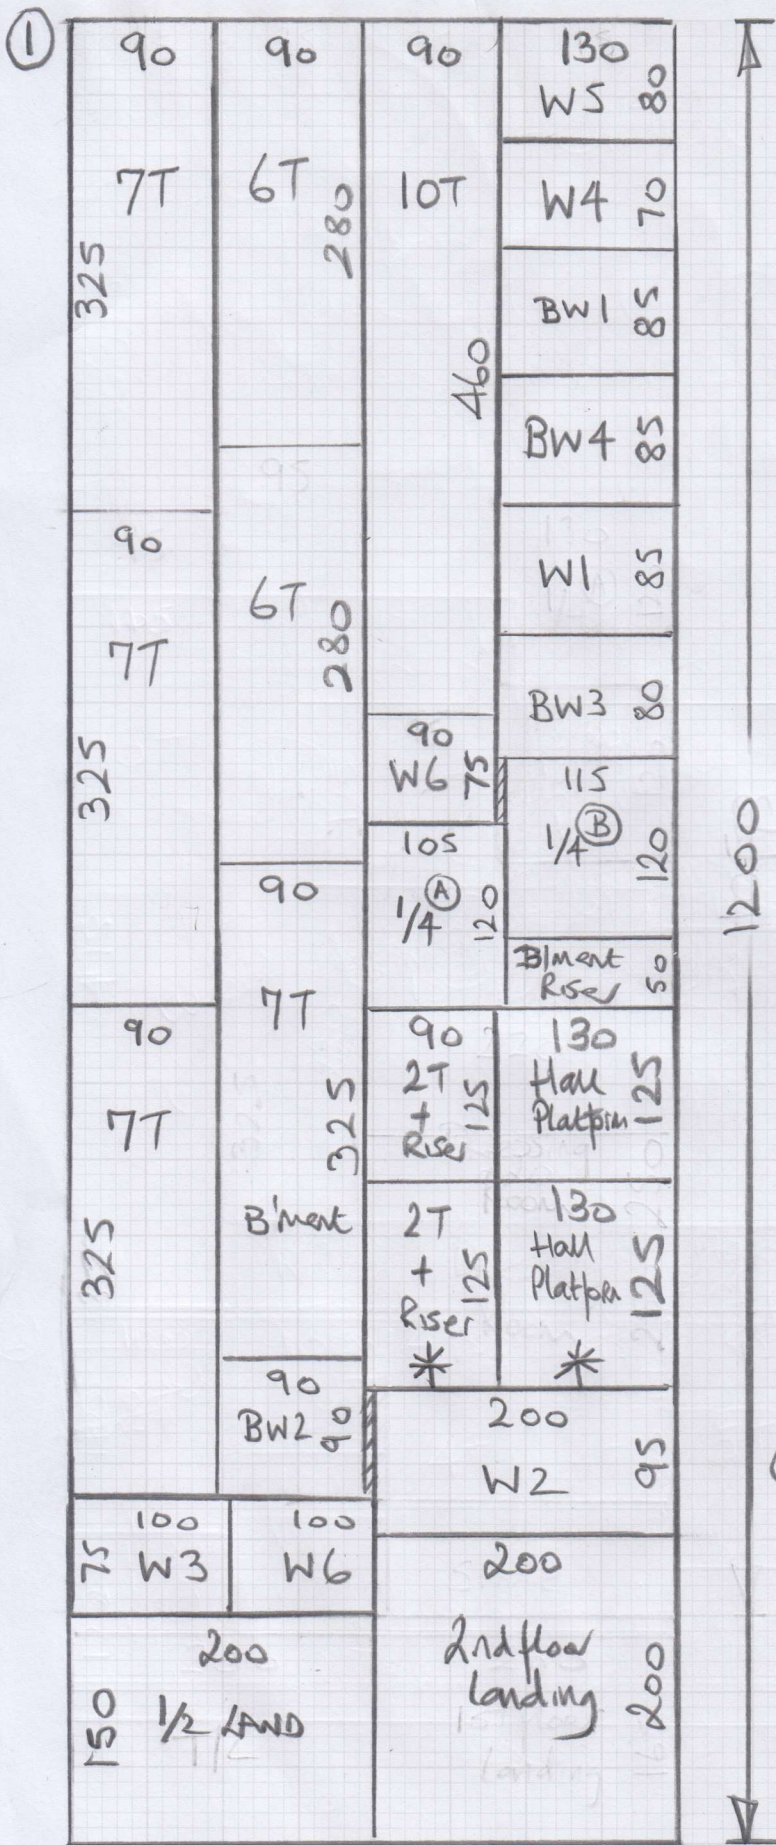 1
90 90 90 130
W5 80
7T 6T 10T W4 70
325 280 BW1 85
460 BW4 85
90
6T W1 85
7T 280 BW3 80
325 90
W6 75 115
1/4 B 120
105
1/4 A 120
90
7T 325
B'ment
B'ment
Riser 50
1200
90
7T
325
90
2T
+
Riser 125
130
Hall
Platform 125
2T
+
Riser 125
*
130
Hall
Platform 125
*
90
BW2 90
200
W2 95
100
75 W3
100
W6
200
2nd floor
landing 200
200
150 1/2 LAND